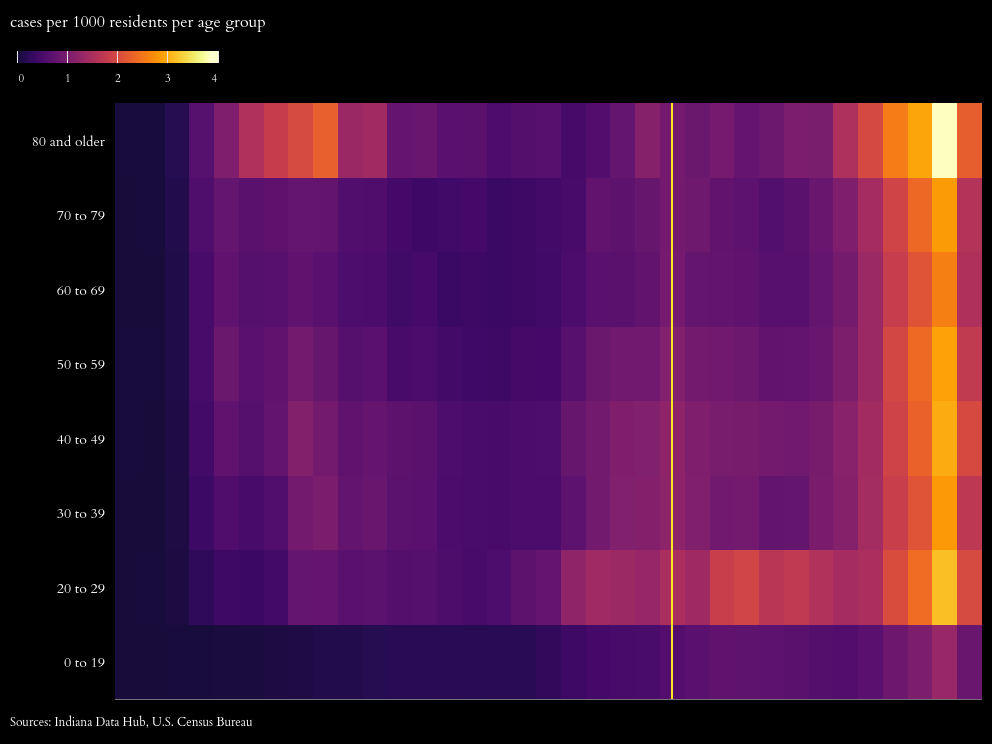 cases per 1000 residents per age group
0 1 2 3 4
80 and older
70 to 79
60 to 69
50 to 59
40 to 49
30 to 39
20 to 29
0 to 19
Sources: Indiana Data Hub, U.S. Census Bureau